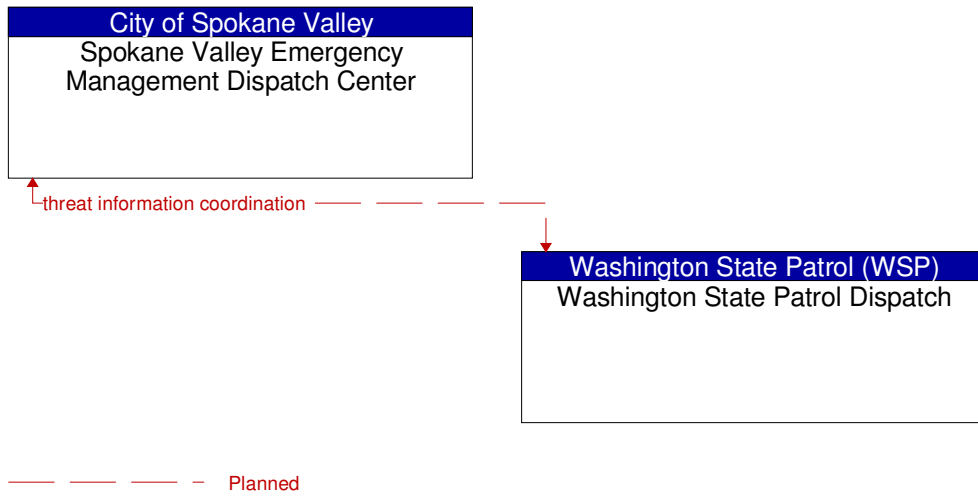 City of Spokane Valley
Spokane Valley Emergency
Management Dispatch Center
threat information coordination
Washington State Patrol (WSP)
Washington State Patrol Dispatch
Planned